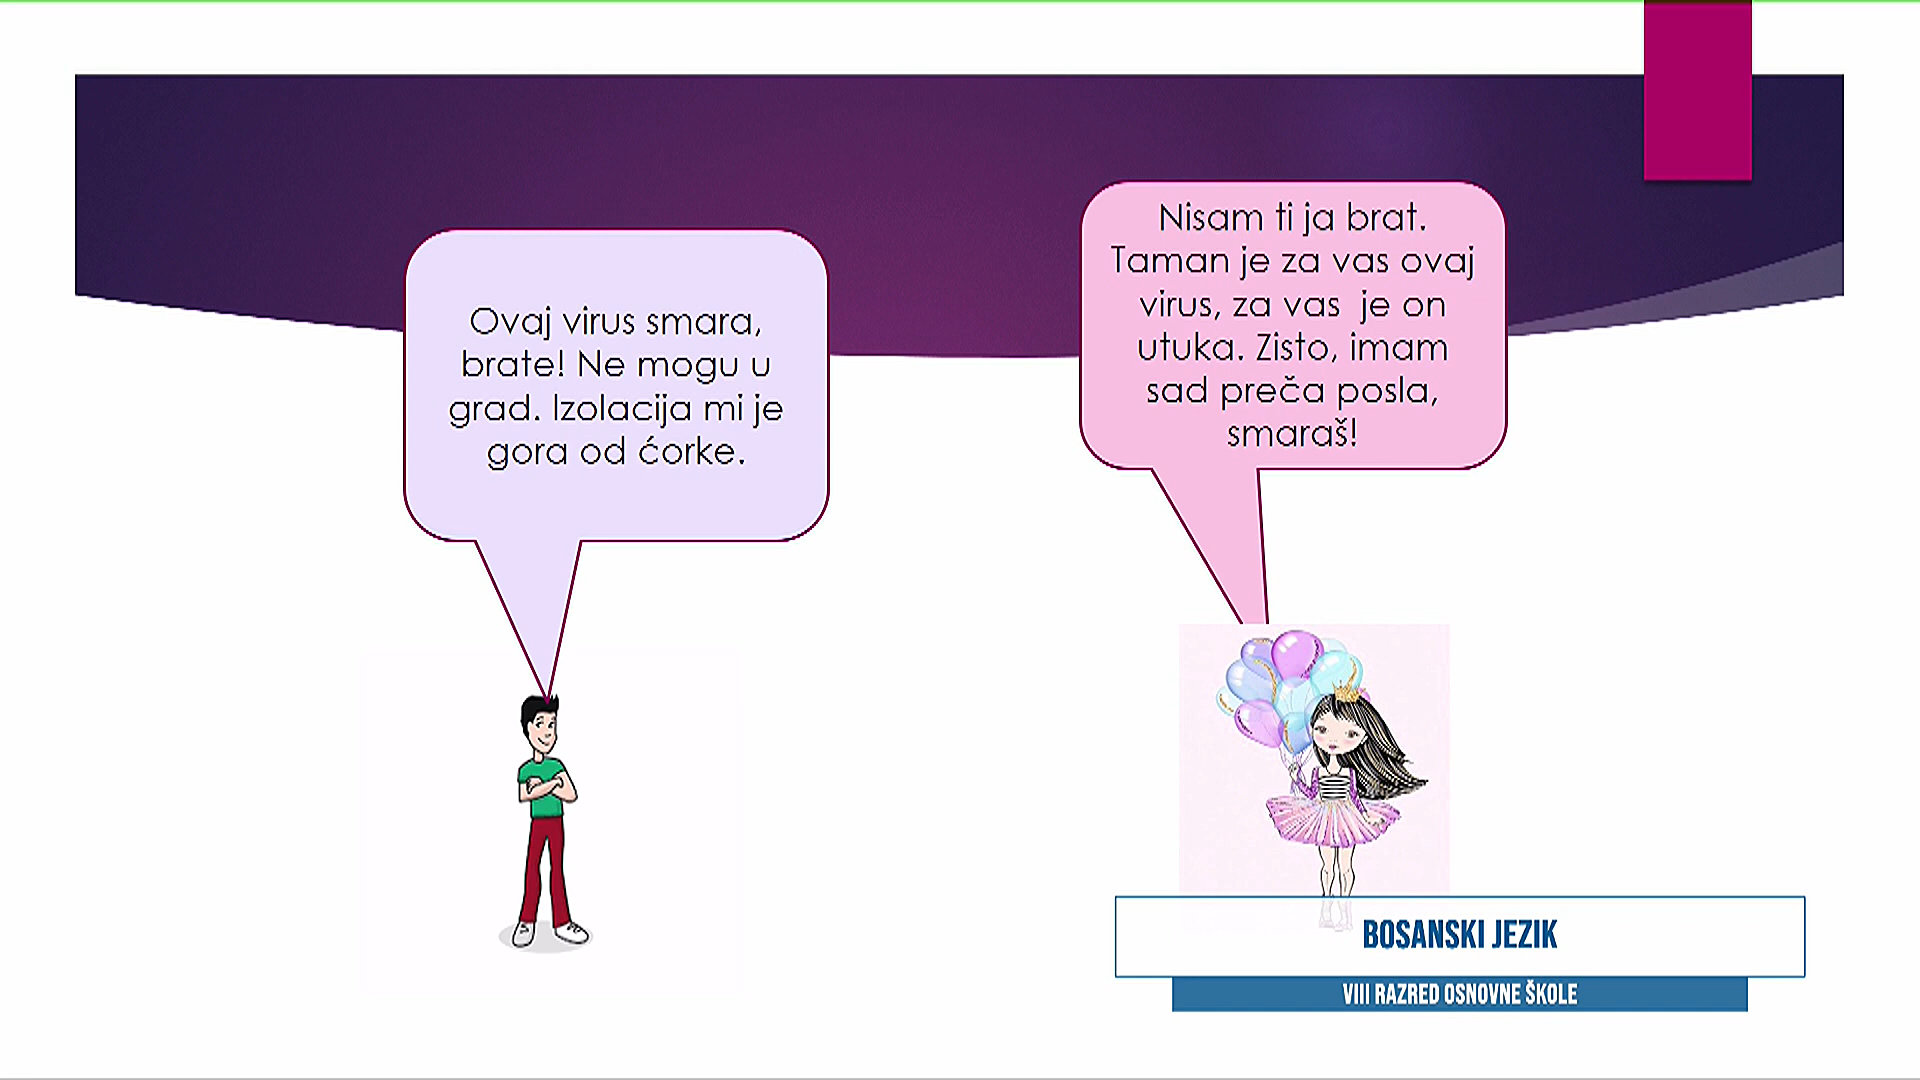 Ovaj virus smara,
brate! Ne mogu u
grad. Izolacija mi je
gora od ćorke.
Nisam ti ja brat.
Taman je za vas ovaj
virus, za vas  je on
utuka. Zisto, imam
sad preča posla,
smaraš!
BOSANSKI JEZIK
VIII RAZRED OSNOVNE ŠKOLE